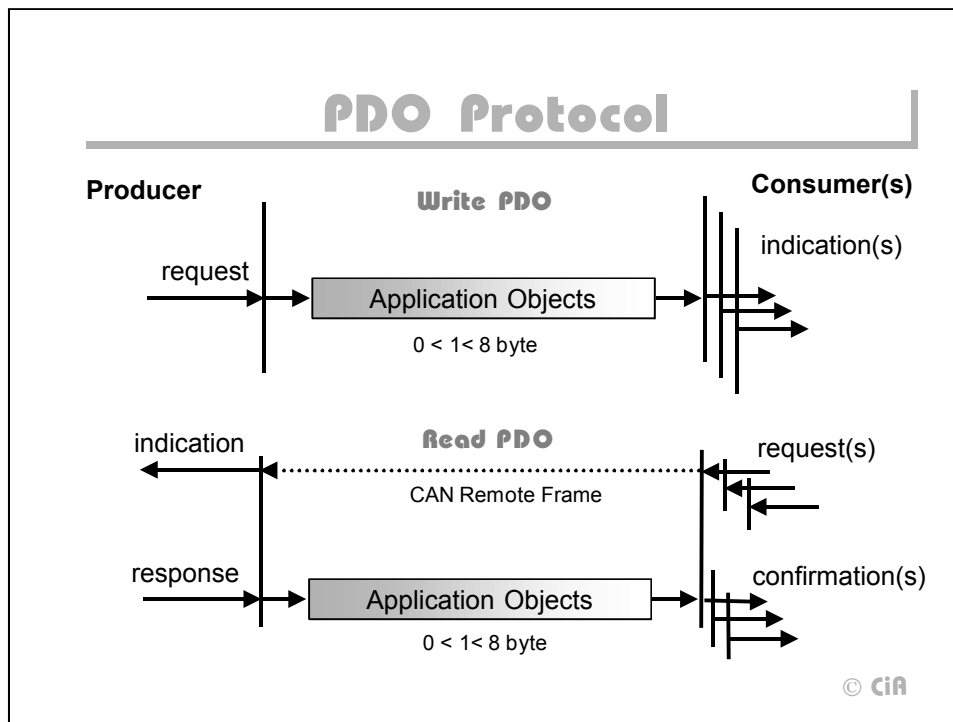 PDO Protocol
Producer
Write PDO
Consumer(s)
indication(s)
request
Application Objects
0 < 1< 8 byte
indication
Read PDO
request(s)
CAN Remote Frame
response
Application Objects
confirmation(s)
0 < 1< 8 byte
© CiA